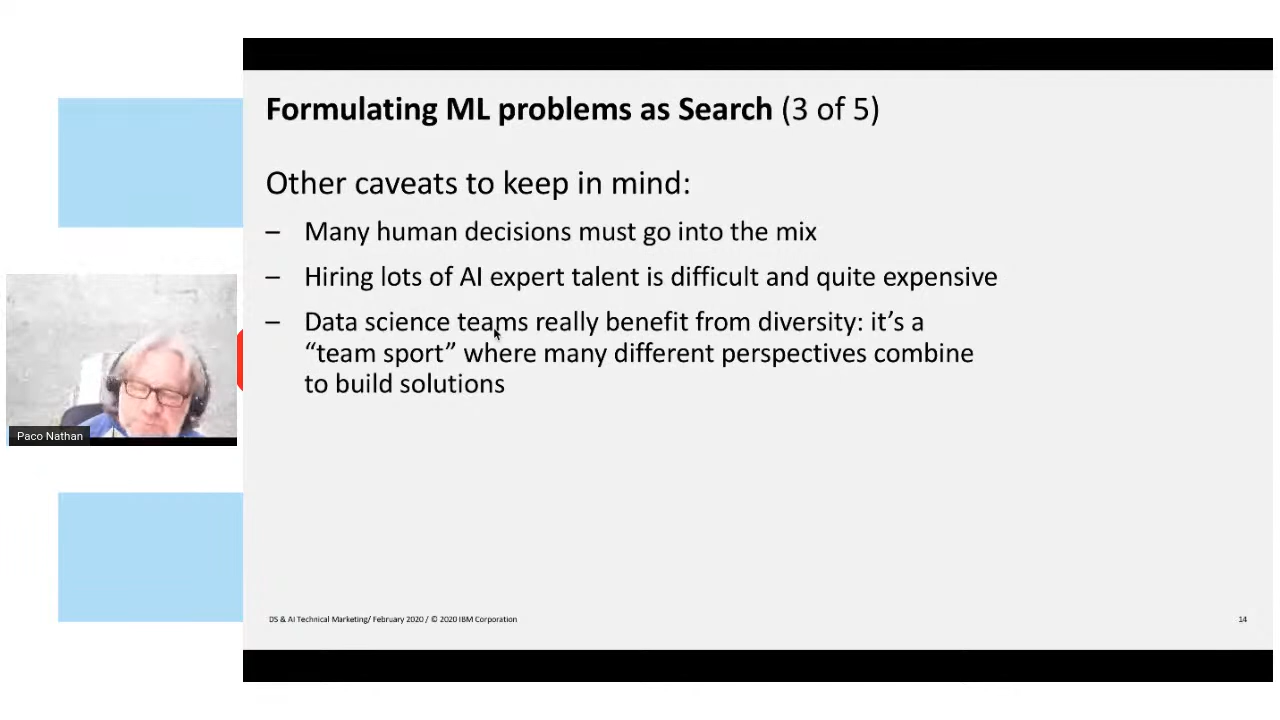 Formulating ML problems as Search (3 of 5)
Other caveats to keep in mind:
– Many human decisions must go into the mix
– Hiring lots of AI expert talent is difficult and quite expensive
– Data science teams really benefit from diversity: it’s a
“team sport” where many different perspectives combine
to build solutions
Paco Nathan
DS & AI Technical Marketing/ February 2020 / © 2020 IBM Corporation
14